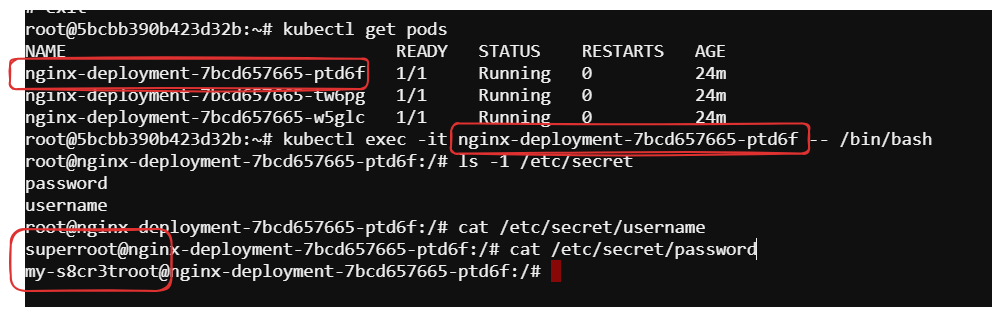 # exit
root@5bcbb390b423d32b:~# kubectl get pods
NAME READY STATUS RESTARTS AGE
nginx-deployment-7bcd657665-ptd6f 1/1 Running 0 24m
nginx-deployment-7bcd657665-tw6pg 1/1 Running 0 24m
nginx-deployment-7bcd657665-w5glc 1/1 Running 0 24m
root@5bcbb390b423d32b:~# kubectl exec -it nginx-deployment-7bcd657665-ptd6f -- /bin/bash
root@nginx-deployment-7bcd657665-ptd6f:/# ls -1 /etc/secret
password
username
root@nginx-deployment-7bcd657665-ptd6f:/# cat /etc/secret/username
superroot@nginx-deployment-7bcd657665-ptd6f:/# cat /etc/secret/password
my-s8cr3troot@nginx-deployment-7bcd657665-ptd6f:/#